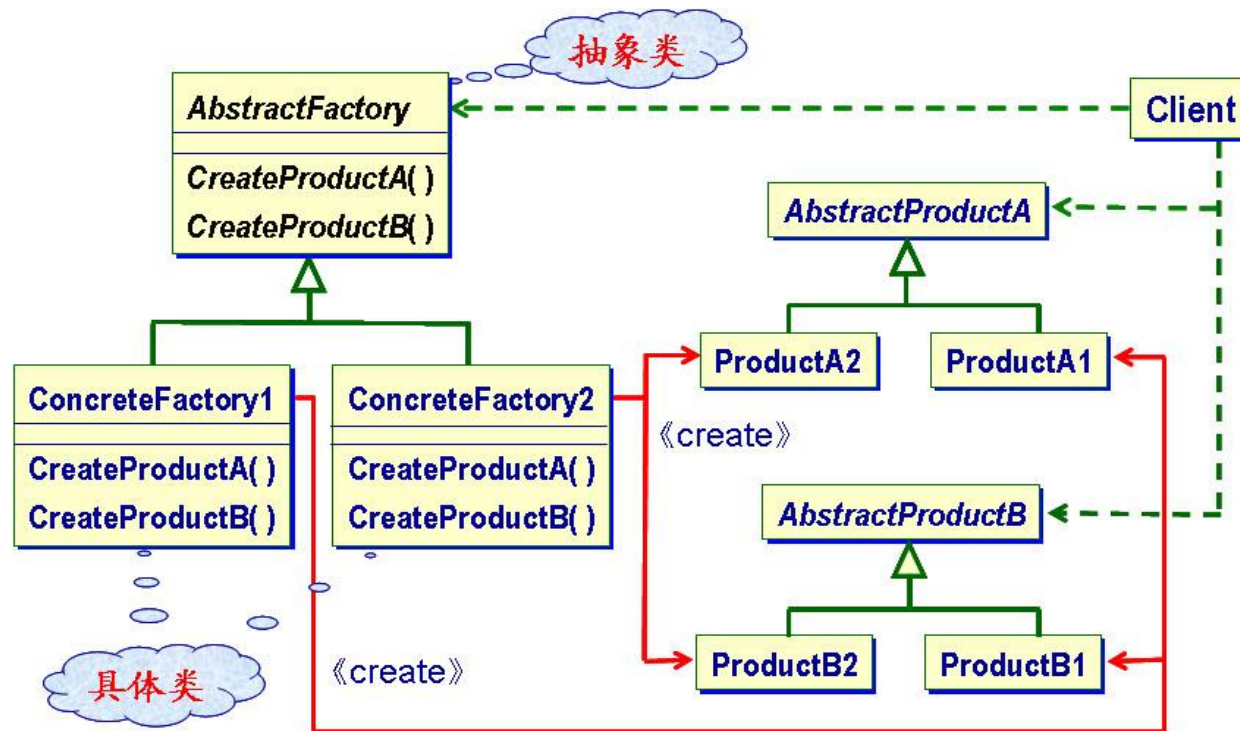 抽象类
AbstractFactory
CreateProductA( )
CreateProductB( )
Client
AbstractProductA
ProductA2
ProductA1
ConcreteFactory1
CreateProductA( )
CreateProductB( )
ConcreteFactory2
CreateProductA( )
CreateProductB( )
《create》
AbstractProductB
ProductB2
ProductB1
《create》
具体类